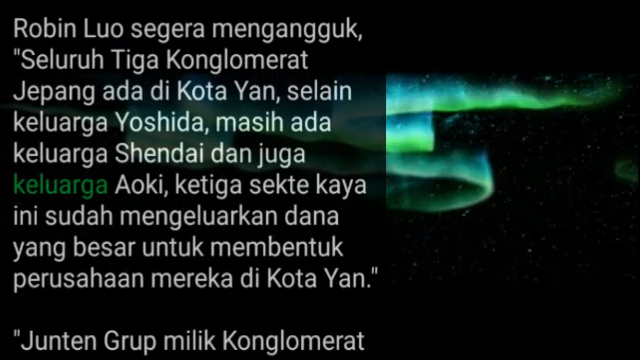 Robin Luo segera mengangguk,
"Seluruh Tiga Konglomerat
Jepang ada di Kota Yan, selain
keluarga Yoshida, masih ada
keluarga Shendai dan juga
keluarga Aoki, ketiga sekte kaya
ini sudah mengeluarkan dana
yang besar untuk membentuk
perusahaan mereka di Kota Yan."
"Junten Grup milik Konglomerat